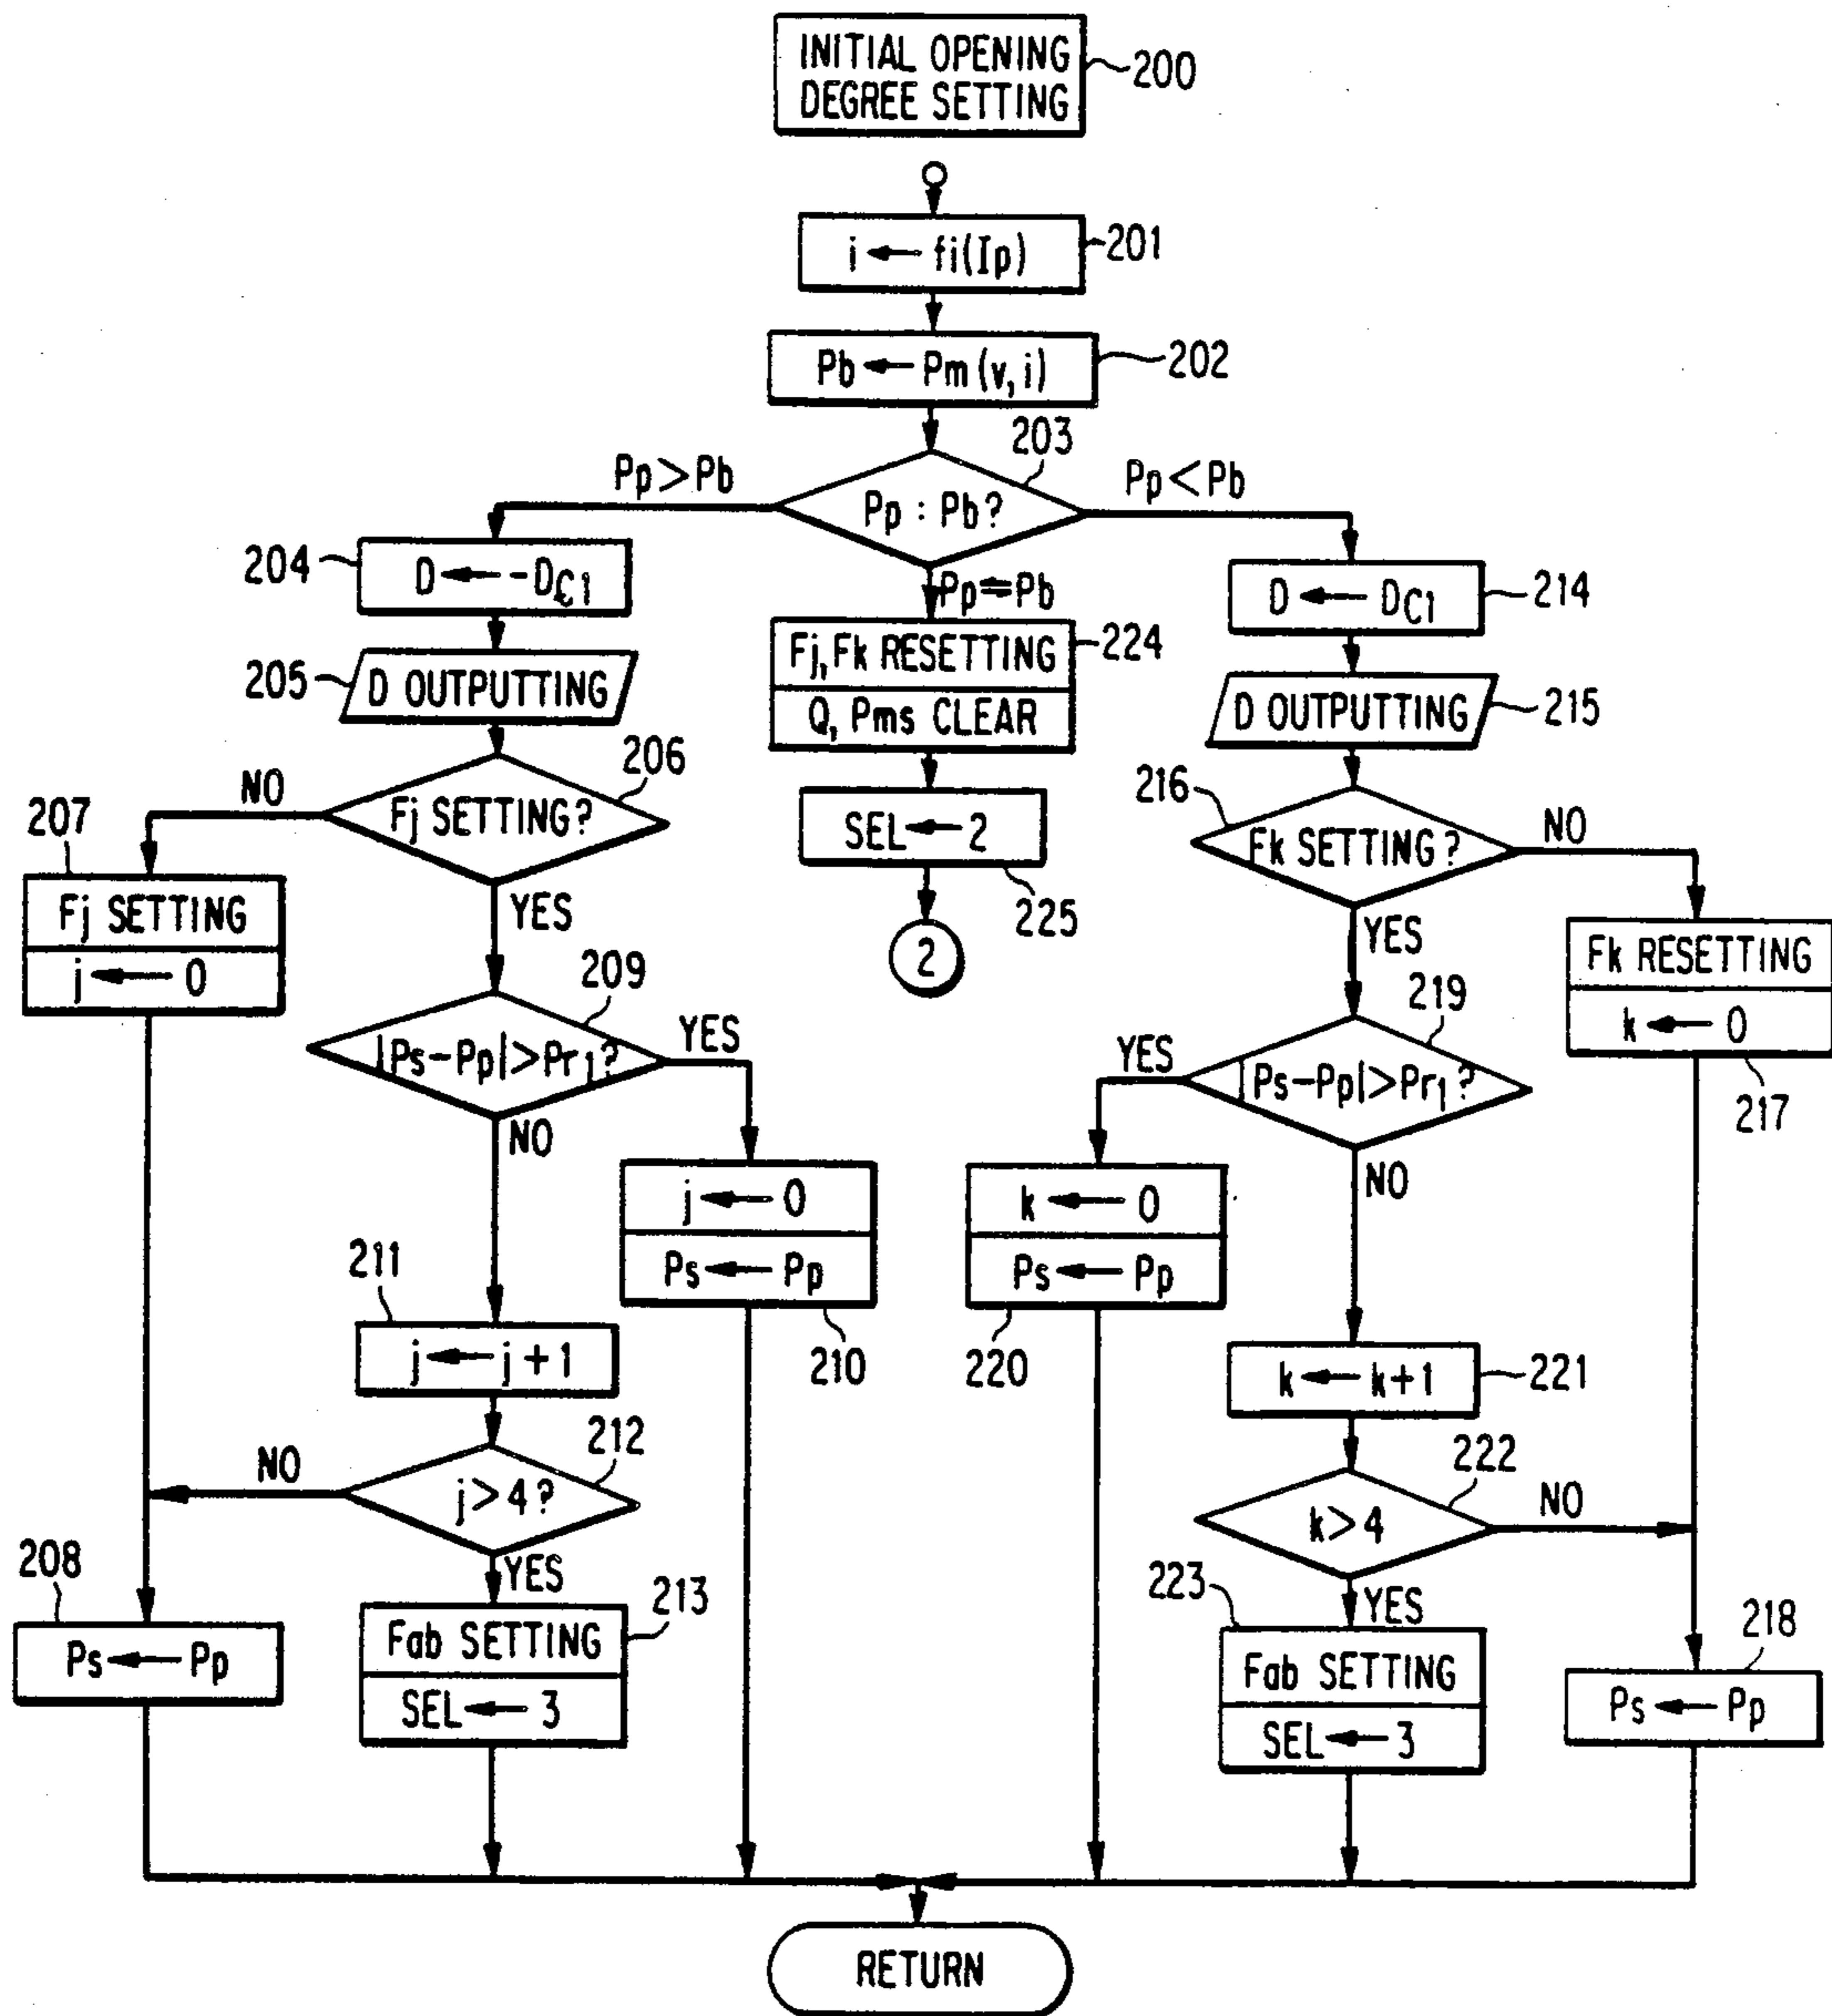 INITIAL OPENING
DEGREE SETTING
200
i ← fi(Ip)
201
Pb ← Pm(v,i)
202
203
Pp : Pb?
Pp>Pb
Pp<Pb
Pp≒Pb
204
D ← -DC1
205
D OUTPUTTING
206
Fj SETTING?
NO
YES
207
Fj SETTING
j ← 0
209
|Ps-Pp|>Pr1?
YES
NO
j ← 0
Ps ← Pp
210
211
j ← j+1
212
j>4?
NO
YES
208
Ps ← Pp
213
Fab SETTING
SEL ← 3
224
Fj, Fk RESETTING
Q, Pms CLEAR
SEL ← 2
225
2
D ← DC1
214
D OUTPUTTING
215
216
Fk SETTING?
NO
YES
Fk RESETTING
k ← 0
217
219
|Ps-Pp|>Pr1?
YES
NO
k ← 0
Ps ← Pp
220
k ← k+1
221
222
k>4
NO
YES
223
Fab SETTING
SEL ← 3
218
Ps ← Pp
RETURN